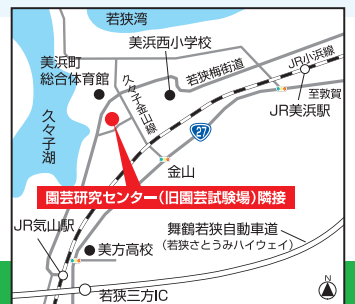 若狭湾
美浜西小学校
JR小浜線
美浜町
総合体育館
久々子金山線
若狭梅街道
至敦賀
JR美浜駅
久々子湖
27
金山
園芸研究センター(旧園芸試験場)隣接
JR気山駅
美方高校
舞鶴若狭自動車道
(若狭さとうみハイウェイ)
若狭三方IC